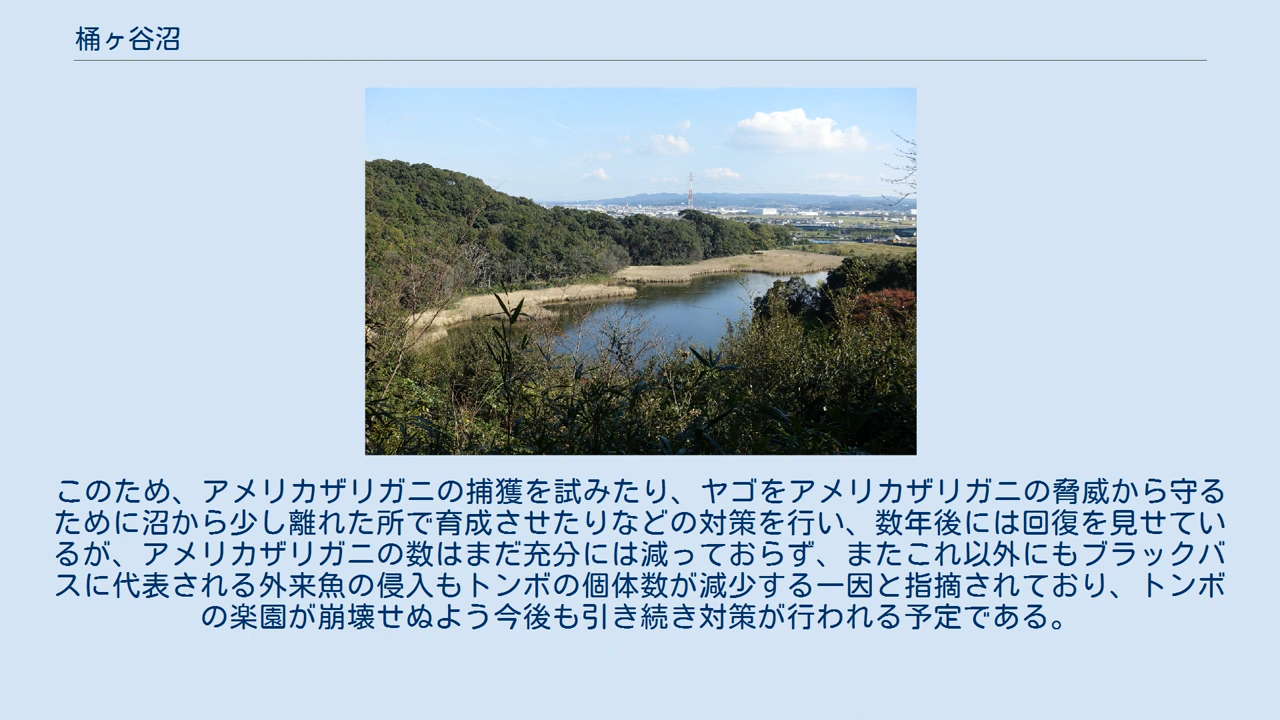 桶ヶ谷沼
このため、アメリカザリガニの捕獲を試みたり、ヤゴをアメリカザリガニの脅威から守る
ために沼から少し離れた所で育成させたりなどの対策を行い、数年後には回復を見せてい
るが、アメリカザリガニの数はまだ充分には減っておらず、またこれ以外にもブラックバ
スに代表される外来魚の侵入もトンボの個体数が減少する一因と指摘されており、トンボ
の楽園が崩壊せぬよう今後も引き続き対策が行われる予定である。